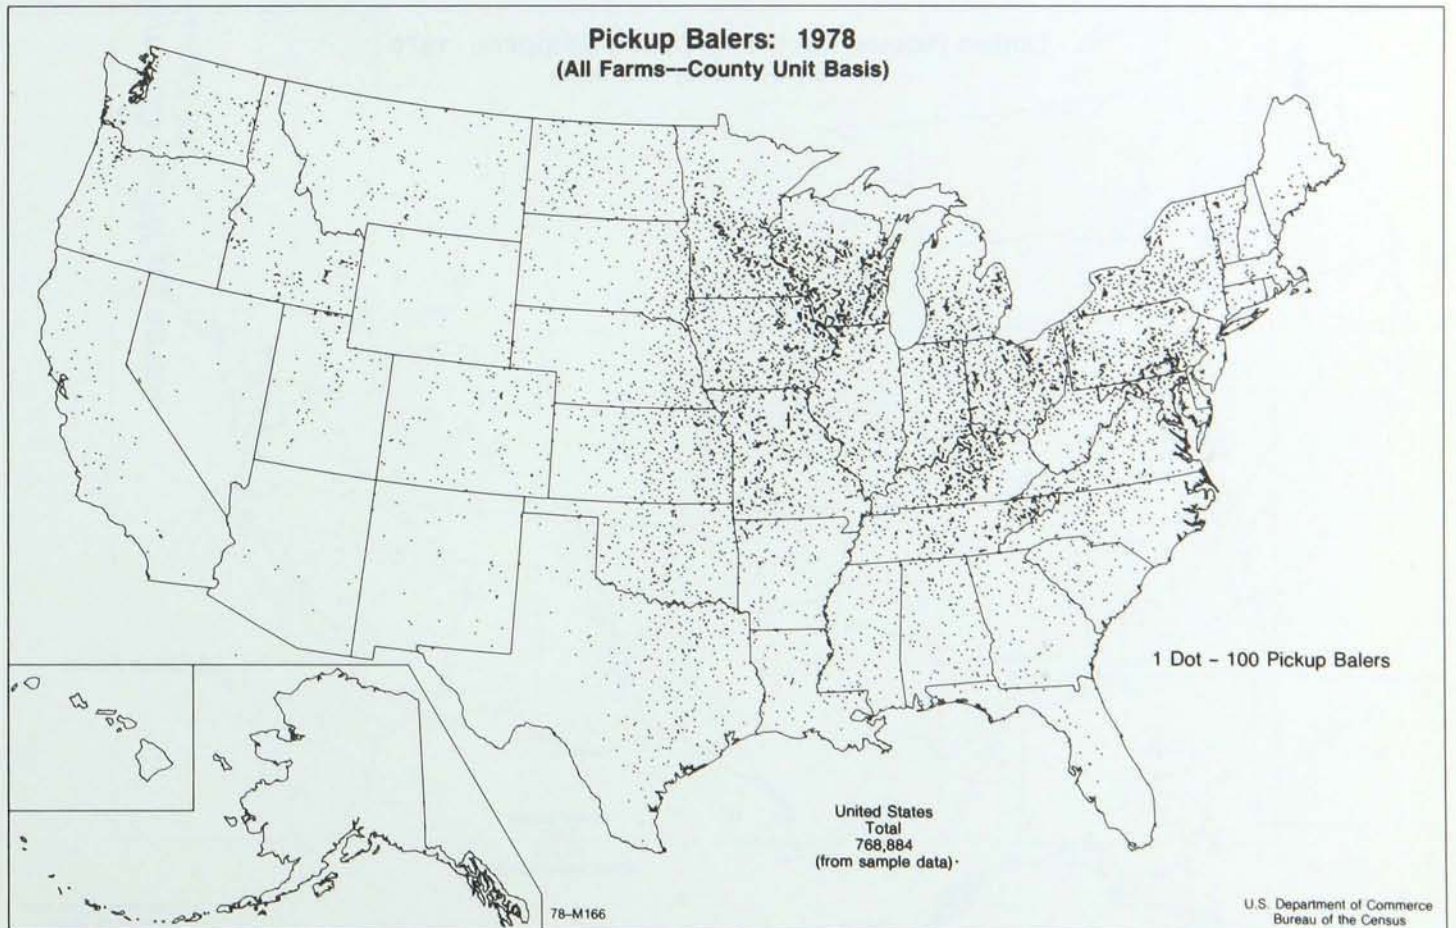 Pickup Balers: 1978
(All Farms--County Unit Basis)
1 Dot - 100 Pickup Balers
United States
Total
768,884
(from sample data)
78-M166
U.S. Department of Commerce
Bureau of the Census